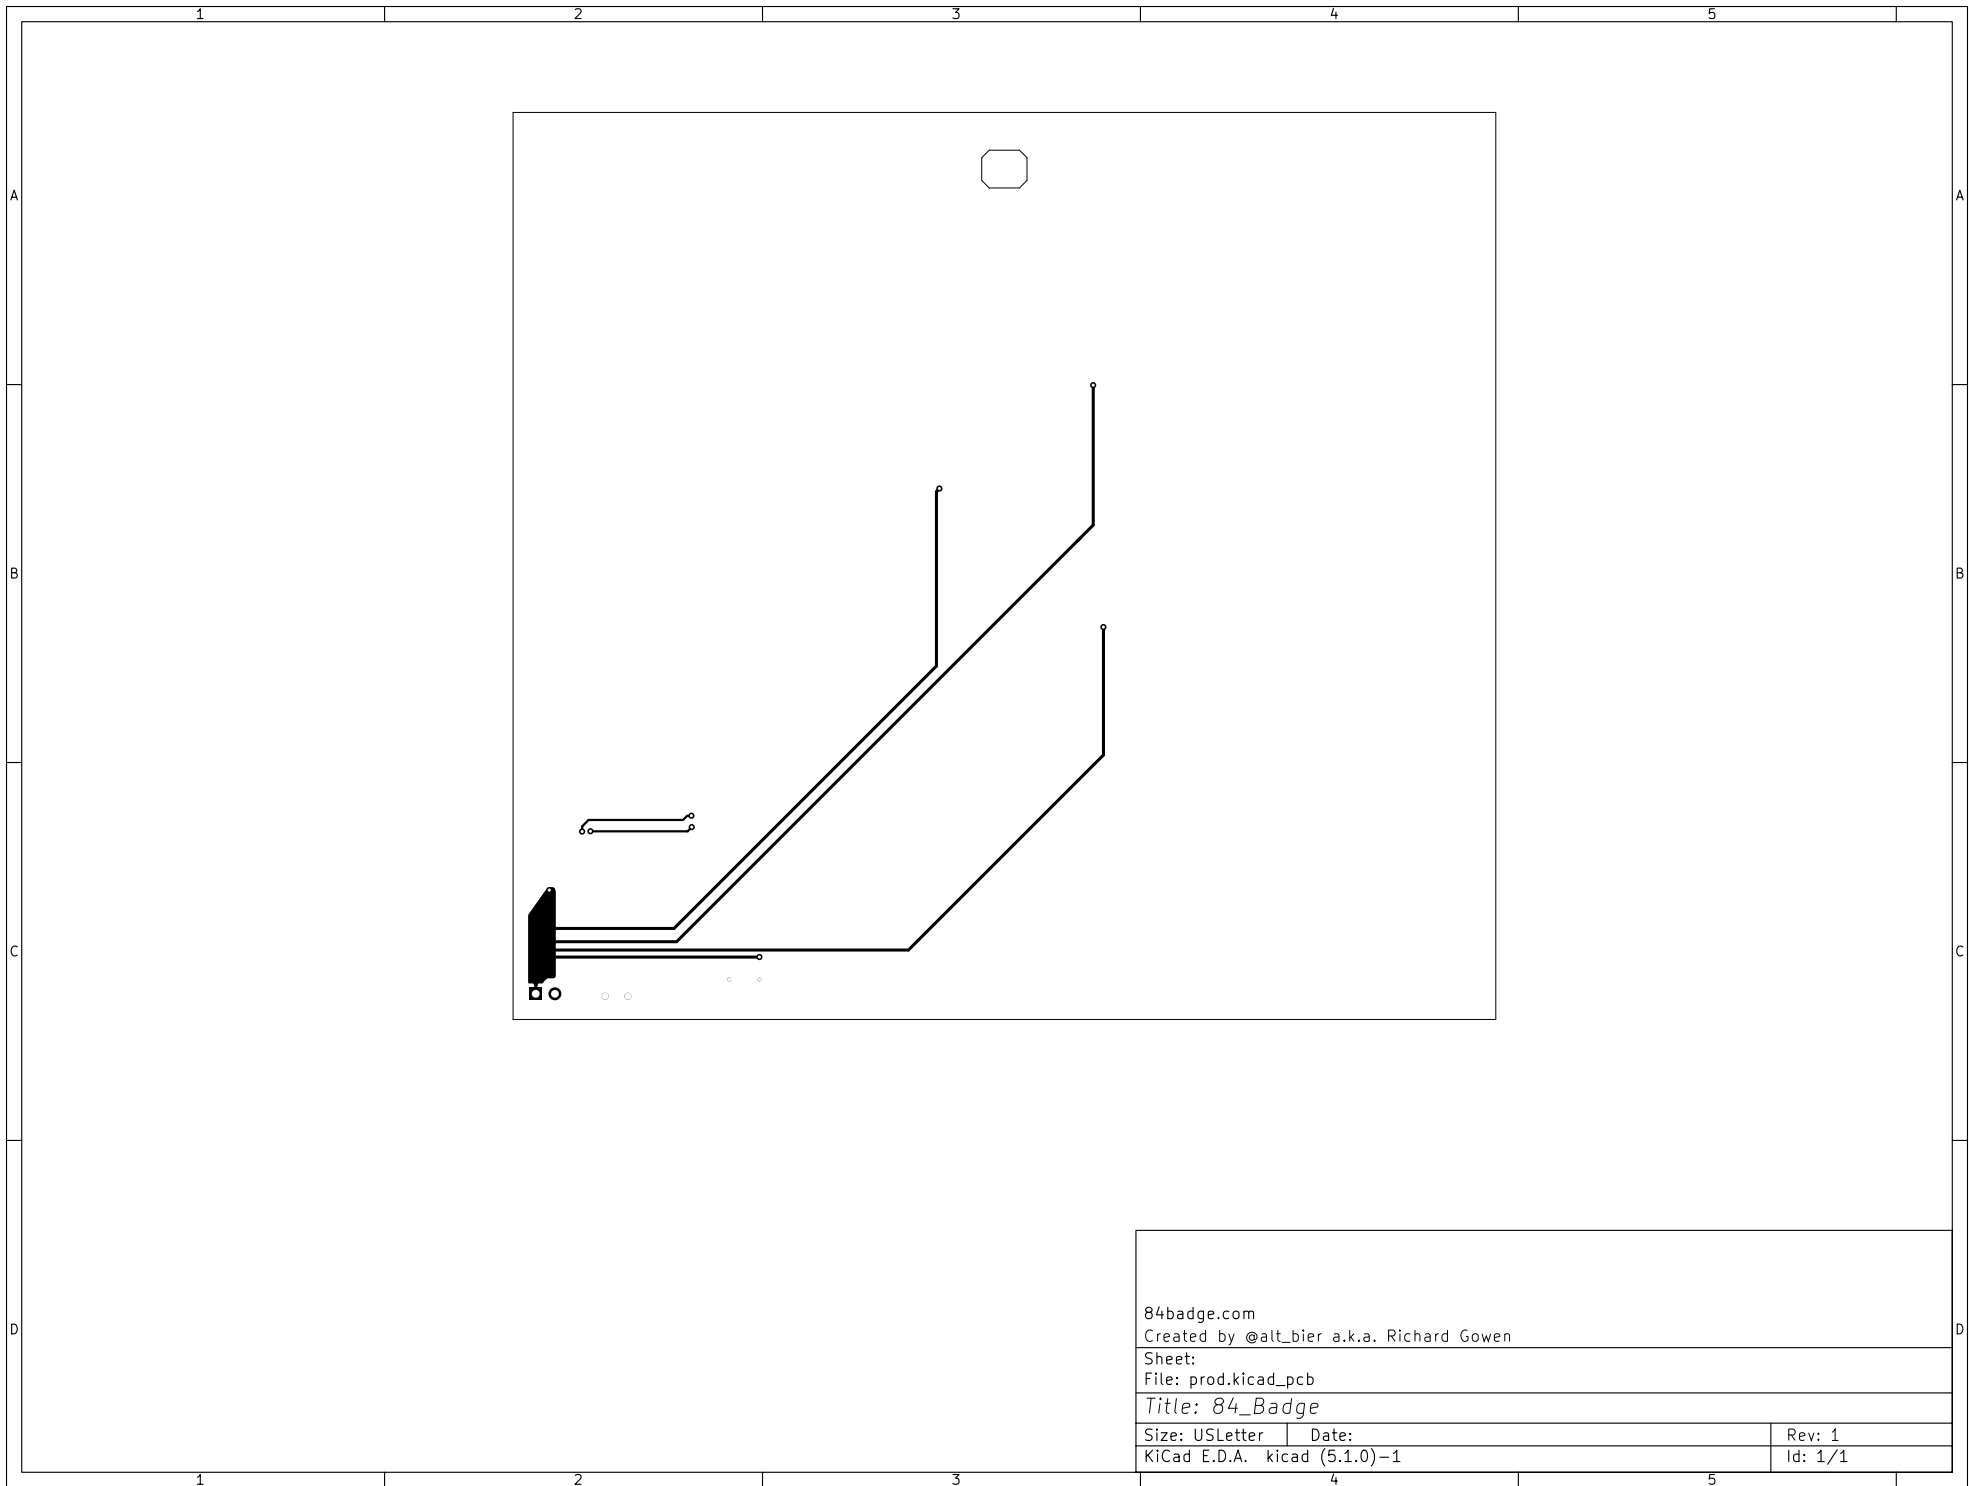 1 2 3 4 5
A A
B B
C C
84badge.com
D D
Created by @alt_bier a.k.a. Richard Gowen
Sheet:
File: prod.kicad_pcb
Title: 84_Badge
Size: USLetter Date: Rev: 1
KiCad E.D.A. kicad (5.1.0)-1 Id: 1/1
1 2 3 4 5